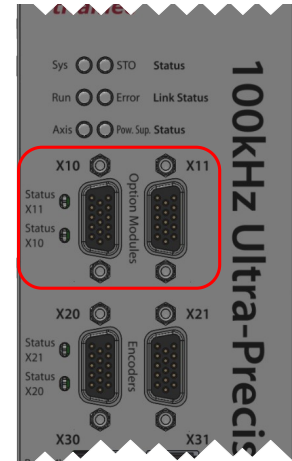 Sys STO Status
Run Error Link Status
Axis Pow. Sup. Status
X10 X11
Status
X11
Status
X10
Option Modules
X20 X21
Status
X21
Status
X20
Encoders
X30 X31
100kHz Ultra-Precis